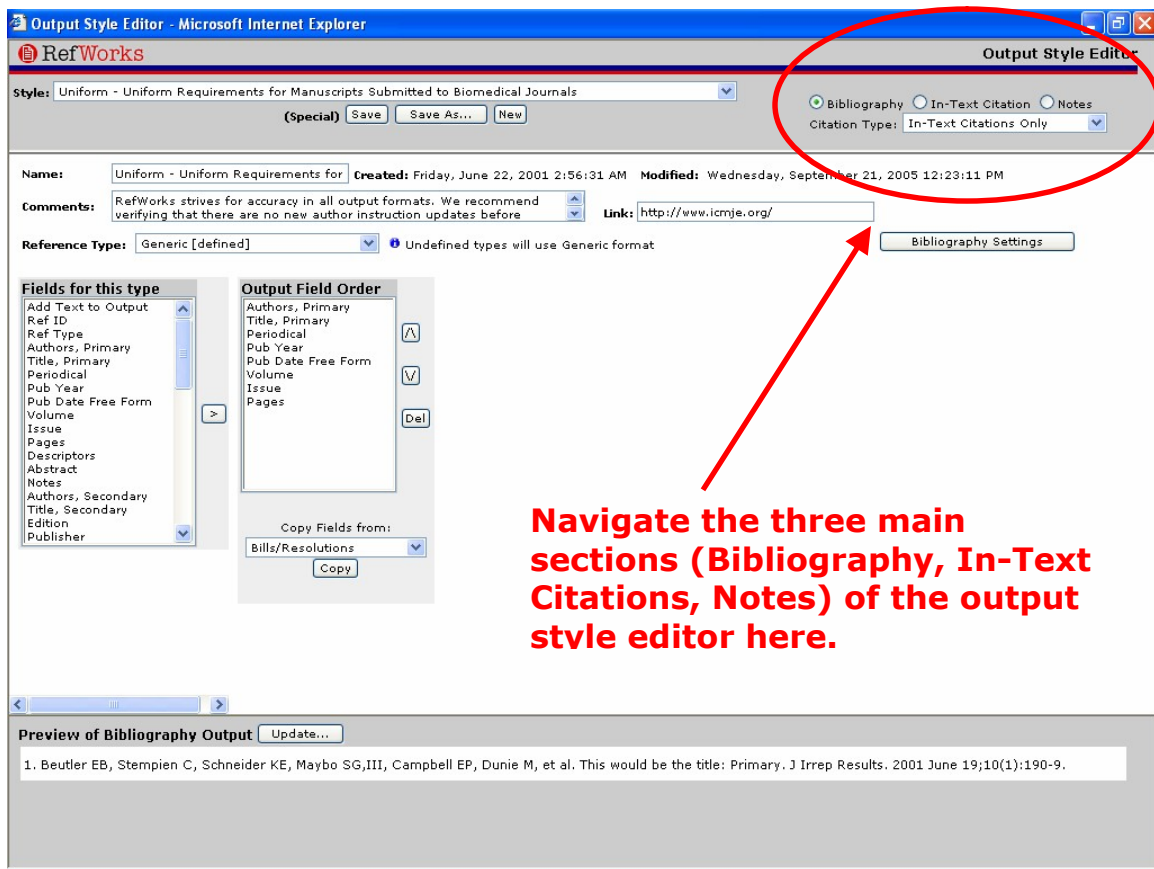 Output Style Editor - Microsoft Internet Explorer
RefWorks
Output Style Editor
Style: Uniform - Uniform Requirements for Manuscripts Submitted to Biomedical Journals
(Special) Save Save As... New
Bibliography In-Text Citation Notes
Citation Type: In-Text Citations Only
Name: Uniform - Uniform Requirements for Created: Friday, June 22, 2001 2:56:31 AM Modified: Wednesday, September 21, 2005 12:23:11 PM
Comments: RefWorks strives for accuracy in all output formats. We recommend
verifying that there are no new author instruction updates before
Link: http://www.icmje.org/
Reference Type: Generic [defined] Undefined types will use Generic format
Bibliography Settings
Fields for this type
Add Text to Output
Ref ID
Ref Type
Authors, Primary
Title, Primary
Periodical
Pub Year
Pub Date Free Form
Volume
Issue
Pages
Descriptors
Abstract
Notes
Authors, Secondary
Title, Secondary
Edition
Publisher
>
Output Field Order
Authors, Primary
Title, Primary
Periodical
Pub Year
Pub Date Free Form
Volume
Issue
Pages
/\
\/
Del
Copy Fields from:
Bills/Resolutions
Copy
Navigate the three main
sections (Bibliography, In-Text
Citations, Notes) of the output
style editor here.
Preview of Bibliography Output Update...
1. Beutler EB, Stempien C, Schneider KE, Maybo SG,III, Campbell EP, Dunie M, et al. This would be the title: Primary. J Irrep Results. 2001 June 19;10(1):190-9.